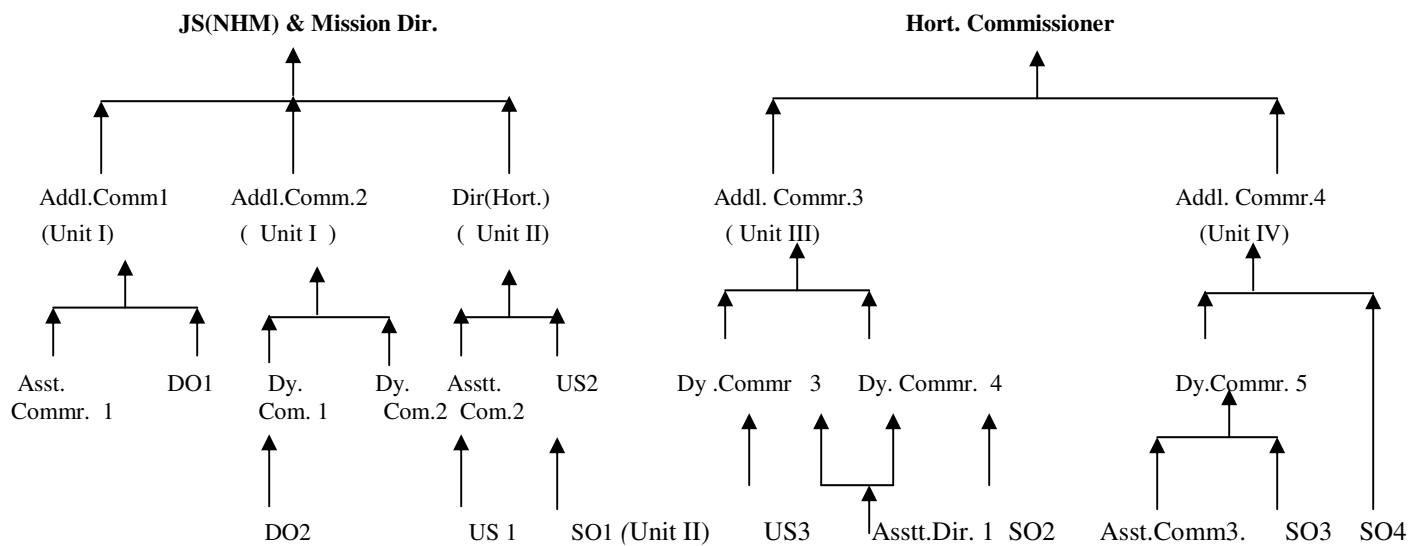 JS(NHM) & Mission Dir. Hort. Commissioner
Addl.Comm1 Addl.Comm.2 Dir(Hort.) Addl. Commr.3 Addl. Commr.4
(Unit I) ( Unit I ) ( Unit II) ( Unit III) (Unit IV)
Asst. DO1 Dy. Dy. Asstt. US2 Dy .Commr 3 Dy. Commr. 4 Dy.Commr. 5
Commr. 1 Com. 1 Com.2 Com.2
DO2 US 1 SO1 (Unit II) US3 Asstt.Dir. 1 SO2 Asst.Comm3. SO3 SO4